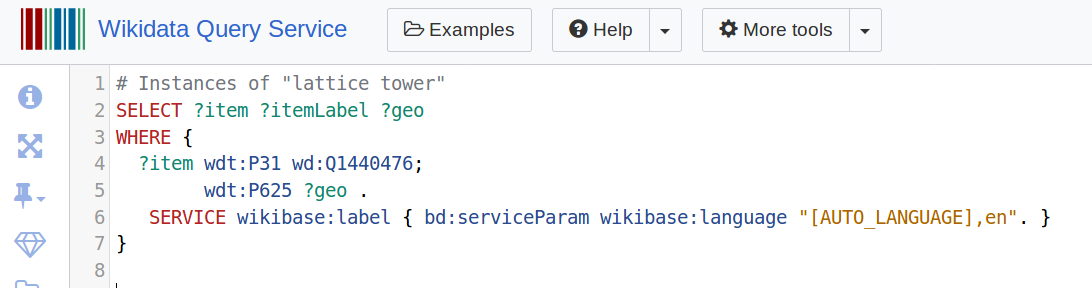 Wikidata Query Service Examples Help More tools
1 # Instances of "lattice tower"
2 SELECT ?item ?itemLabel ?geo
3 WHERE {
4   ?item wdt:P31 wd:Q1440476;
5         wdt:P625 ?geo .
6    SERVICE wikibase:label { bd:serviceParam wikibase:language "[AUTO_LANGUAGE],en". }
7 }
8